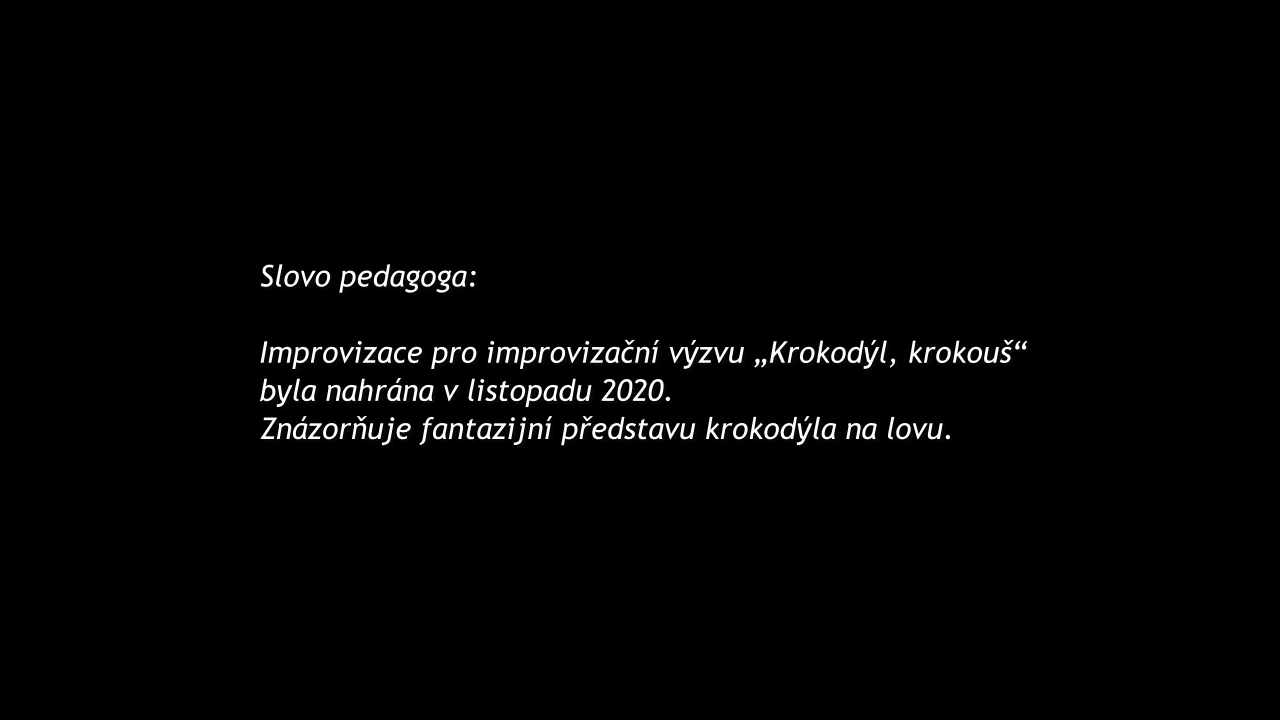 Slovo pedagoga:
Improvizace pro improvizační výzvu „Krokodýl, krokouš“
byla nahrána v listopadu 2020.
Znázorňuje fantazijní představu krokodýla na lovu.